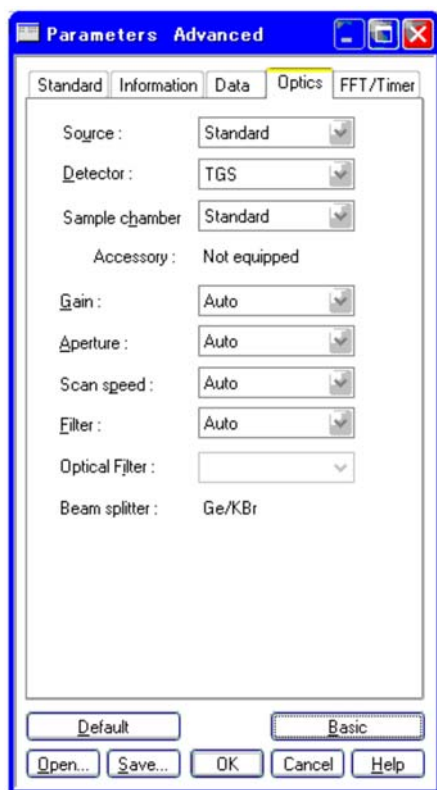 Parameters Advanced
Standard Information Data Optics FFT/Timer
Source : Standard
Detector : TGS
Sample chamber Standard
Accessory : Not equipped
Gain : Auto
Aperture : Auto
Scan speed : Auto
Filter : Auto
Optical Filter :
Beam splitter : Ge/KBr
Default Basic
Open... Save... OK Cancel Help